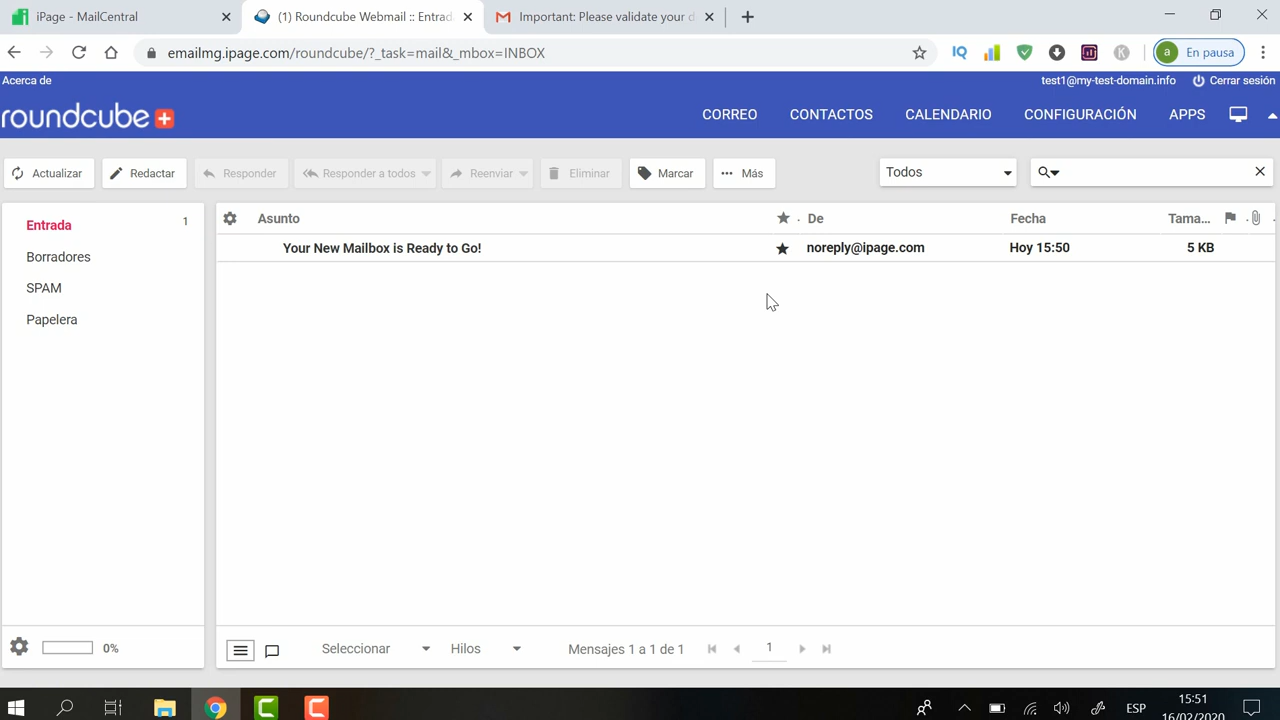 iPage - MailCentral
(1) Roundcube Webmail :: Entrad
Important: Please validate your d
emailmg.ipage.com/roundcube/?_task=mail&_mbox=INBOX
IQ
K
a
En pausa
Acerca de
test1@my-test-domain.info
Cerrar sesión
roundcube
CORREO
CONTACTOS
CALENDARIO
CONFIGURACIÓN
APPS
Actualizar
Redactar
Responder
Responder a todos
Reenviar
Eliminar
Marcar
Más
Todos
Entrada 1
Borradores
SPAM
Papelera
Asunto
De
Fecha
Tama...
Your New Mailbox is Ready to Go!
noreply@ipage.com
Hoy 15:50
5 KB
0%
Seleccionar
Hilos
Mensajes 1 a 1 de 1
1
ESP
15:51
16/02/2020